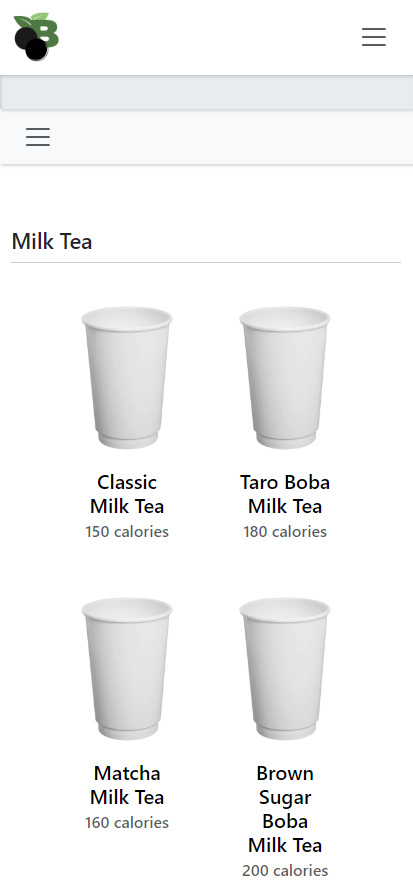 B
Milk Tea
Classic
Milk Tea
150 calories
Taro Boba
Milk Tea
180 calories
Matcha
Milk Tea
160 calories
Brown
Sugar
Boba
Milk Tea
200 calories